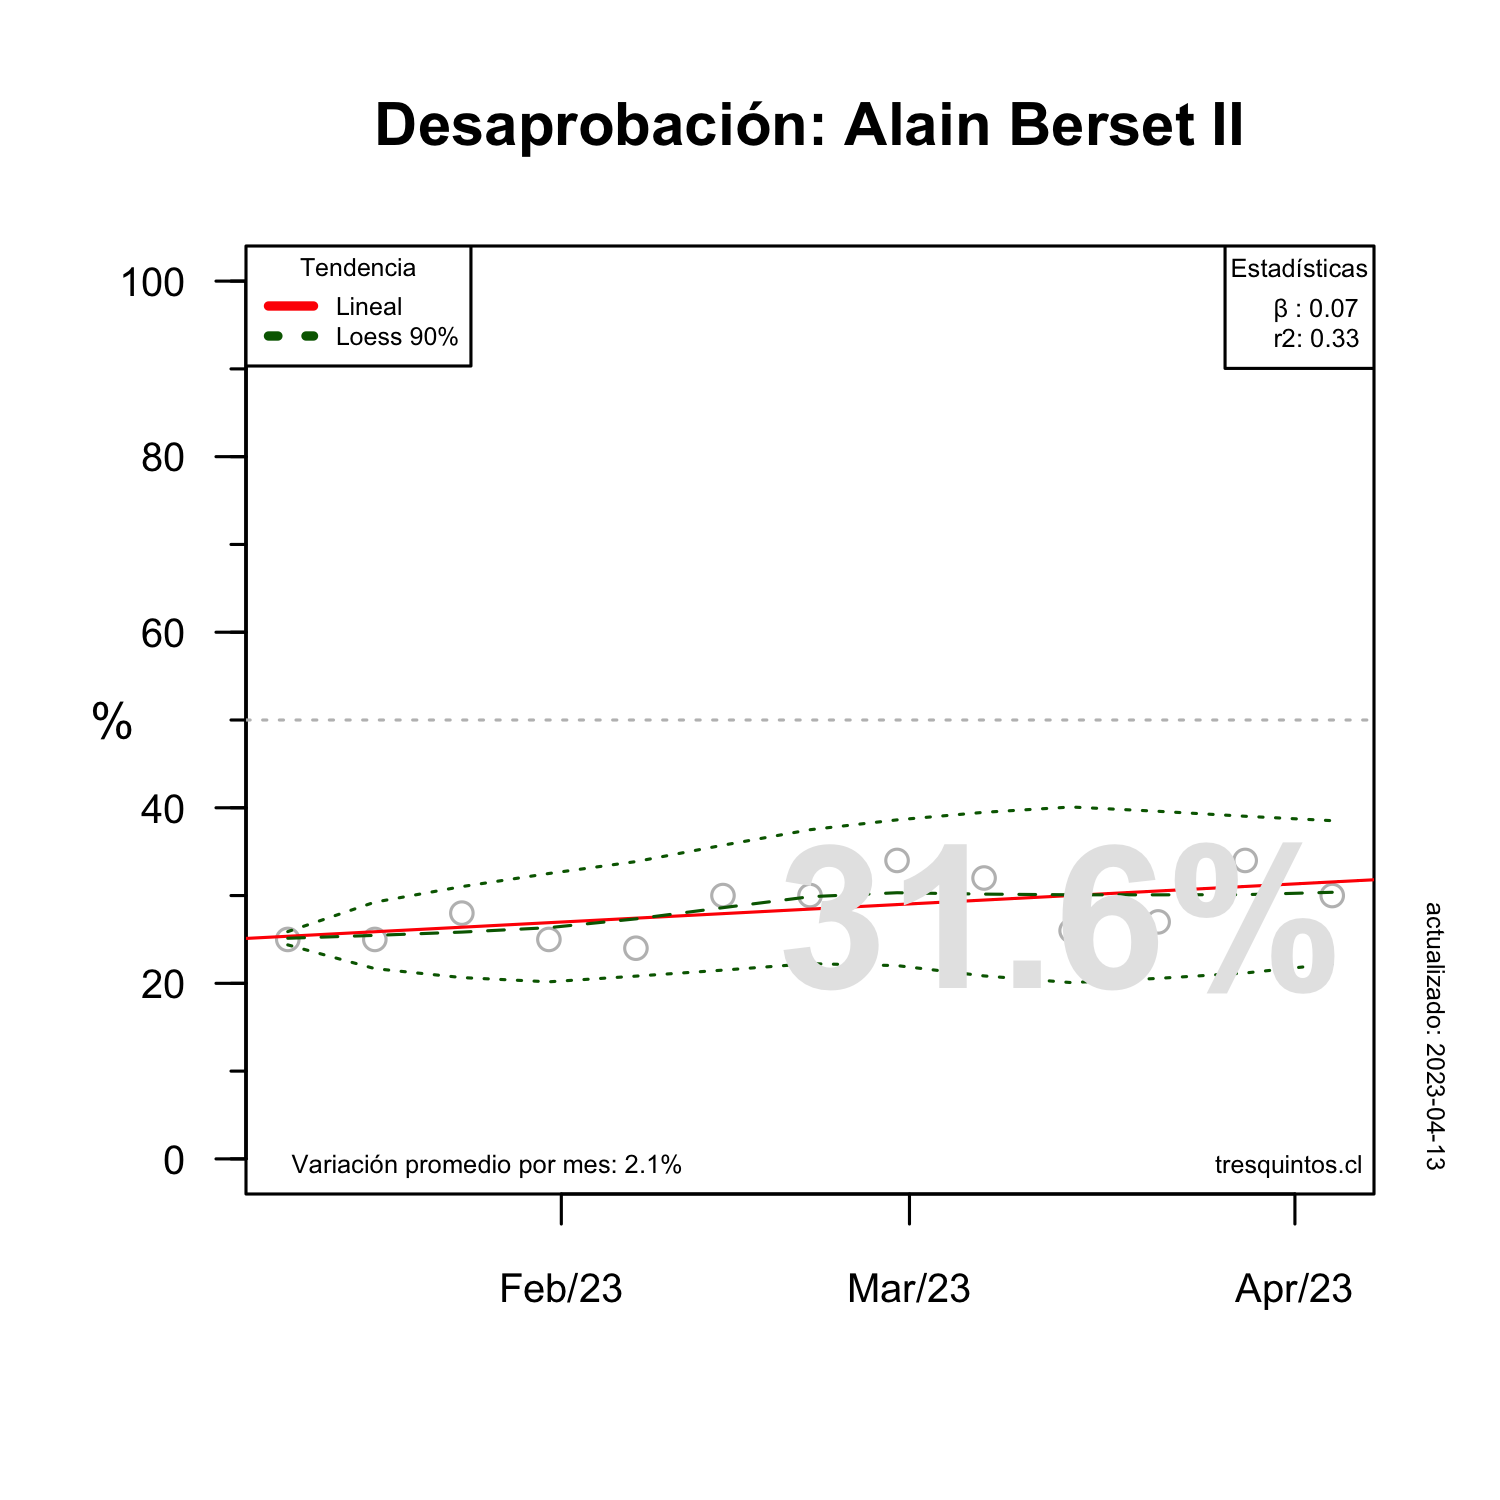 Desaprobación: Alain Berset II
Tendencia
Lineal
Loess 90%
Estadísticas
β : 0.07
r2: 0.33
100
80
60
%
40
20
0
31.6%
Variación promedio por mes: 2.1%
tresquintos.cl
actualizado: 2023-04-13
Feb/23
Mar/23
Apr/23